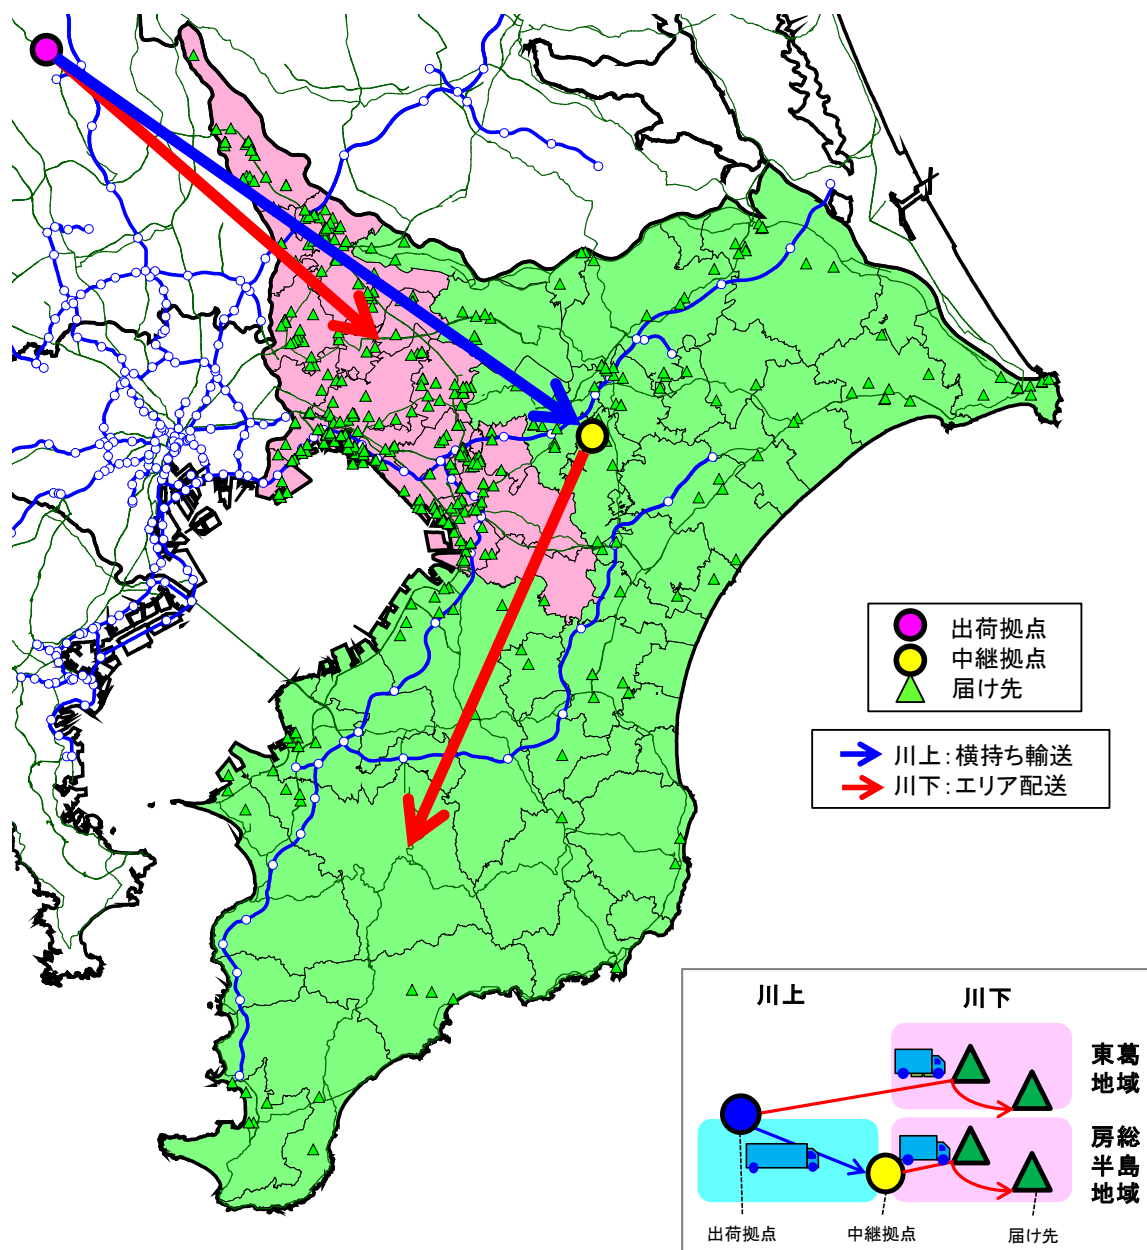 出荷拠点
中継拠点
届け先
川上:横持ち輸送
川下:エリア配送
川上
川下
東葛
地域
房総
半島
地域
出荷拠点
中継拠点
届け先